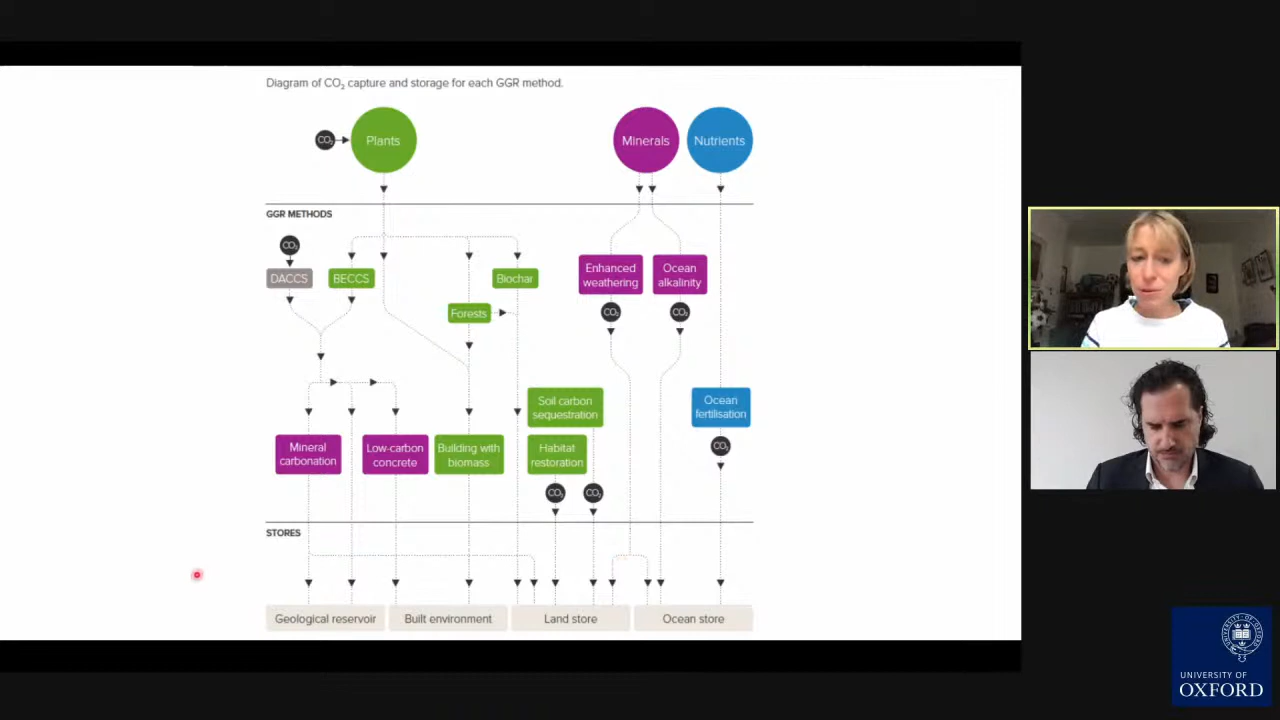 Diagram of CO₂ capture and storage for each GGR method.
CO₂
Plants
Minerals
Nutrients
GGR METHODS
CO₂
DACCS
BECCS
Biochar
Enhanced
weathering
Ocean
alkalinity
Forests
CO₂
CO₂
Soil carbon
sequestration
Ocean
fertilisation
Mineral
carbonation
Low-carbon
concrete
Building with
biomass
Habitat
restoration
CO₂
CO₂
CO₂
STORES
Geological reservoir
Built environment
Land store
Ocean store
UNIVERSITY OF
OXFORD